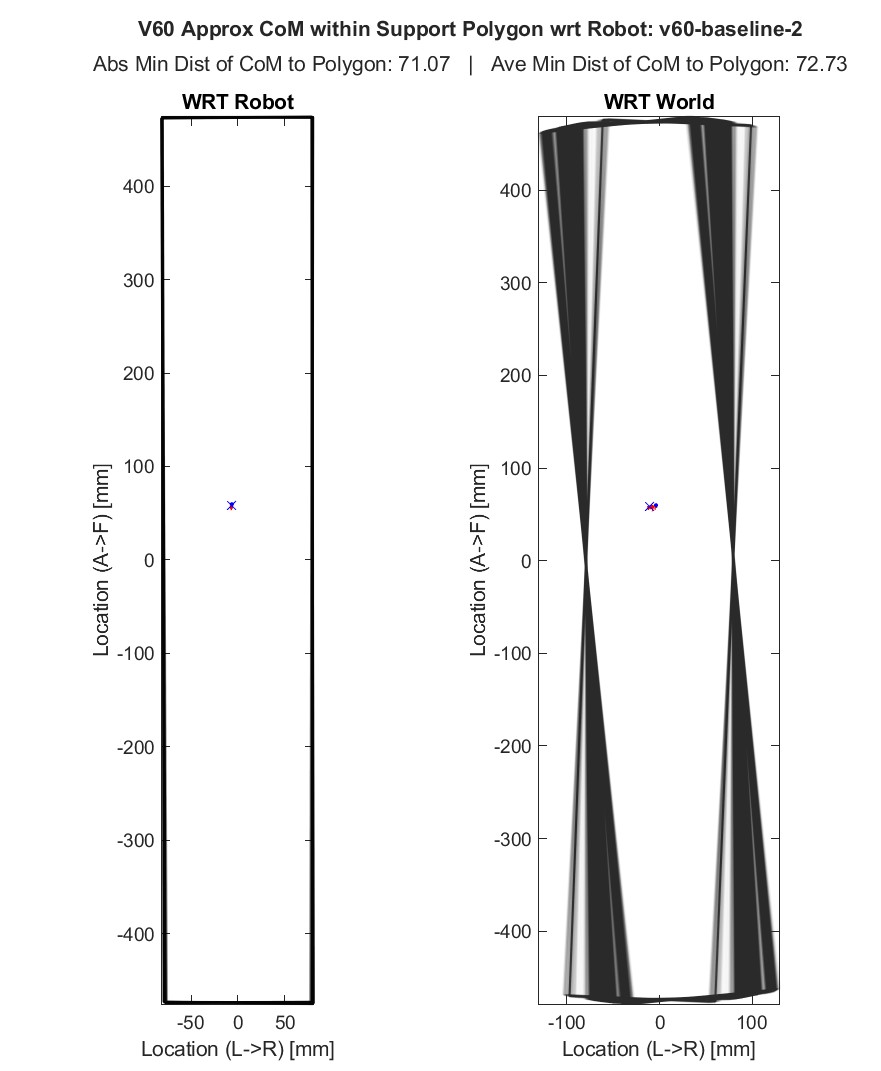 V60 Approx CoM within Support Polygon wrt Robot: v60-baseline-2
Abs Min Dist of CoM to Polygon: 71.07 | Ave Min Dist of CoM to Polygon: 72.73
WRT Robot
400
300
200
100
0
-100
-200
-300
-400
Location (A->F) [mm]
-50 0 50
Location (L->R) [mm]
WRT World
400
300
200
100
0
-100
-200
-300
-400
Location (A->F) [mm]
-100 0 100
Location (L->R) [mm]